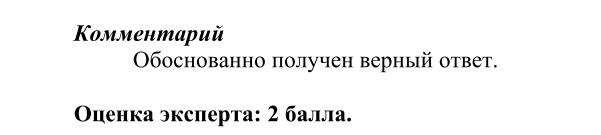 Комментарий
Обоснованно получен верный ответ.
Оценка эксперта: 2 балла.